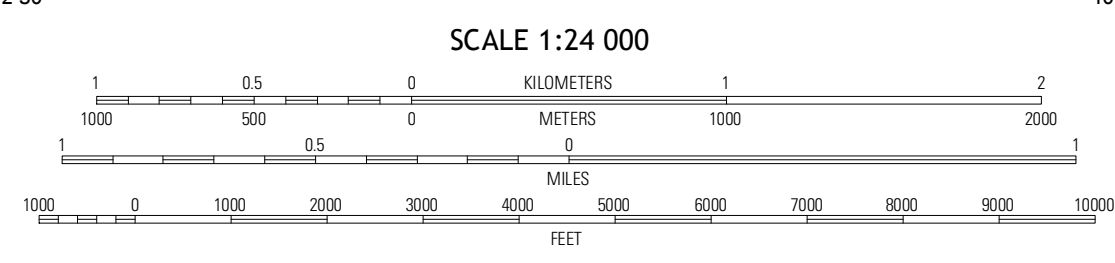 SCALE 1:24 000
1 0.5 0 KILOMETERS 1 2
1000 500 0 METERS 1000 2000
1 0.5 0 1
MILES
1000 0 1000 2000 3000 4000 5000 6000 7000 8000 9000 10000
FEET